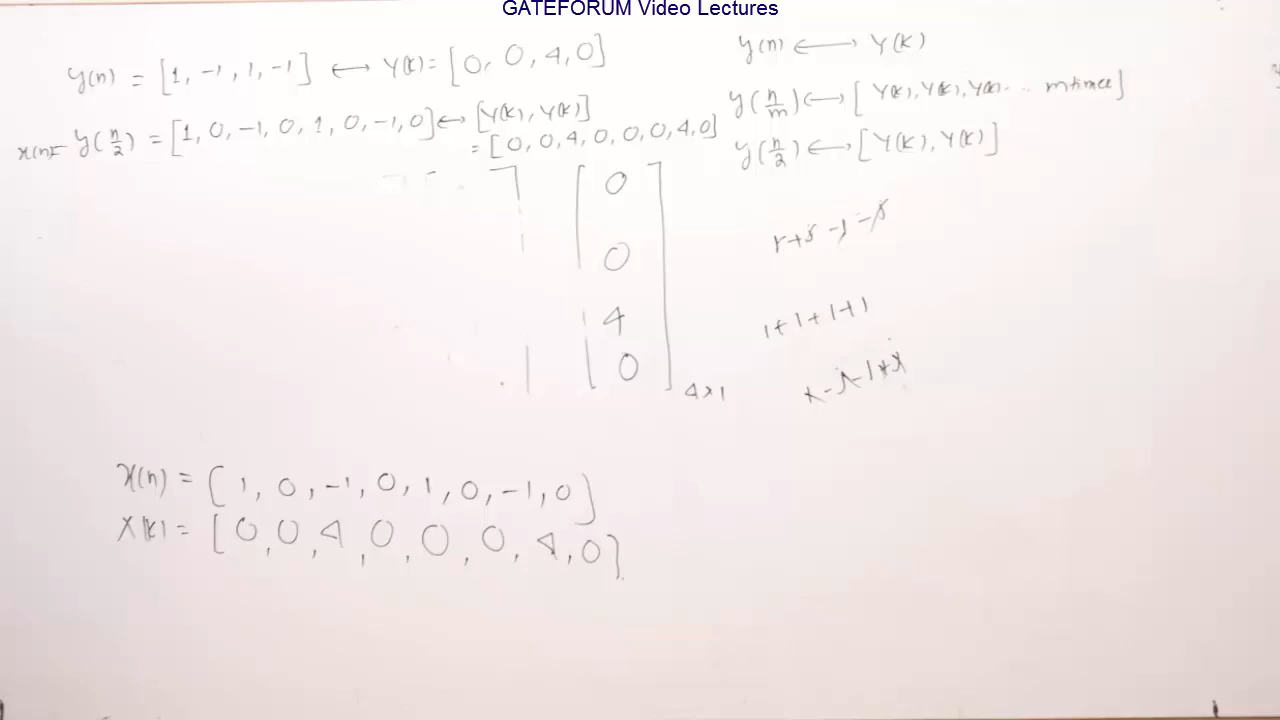 GATEFORUM Video Lectures
y(n) = [1, -1, 1, -1] ⟷ Y(k) = [0, 0, 4, 0]
x(n) = y(n/2) = [1, 0, -1, 0, 1, 0, -1, 0] ⟷ [Y(k), Y(k)]
= [0, 0, 4, 0, 0, 0, 4, 0]
y(n) ⟷ Y(k)
y(n/m) ⟷ [Y(k), Y(k), Y(k) ... m times]
y(n/2) ⟷ [Y(k), Y(k)]
0
0
4
0
4×1
1+1+1+1
x(n) = [1, 0, -1, 0, 1, 0, -1, 0]
X(k) = [0, 0, 4, 0, 0, 0, 4, 0]